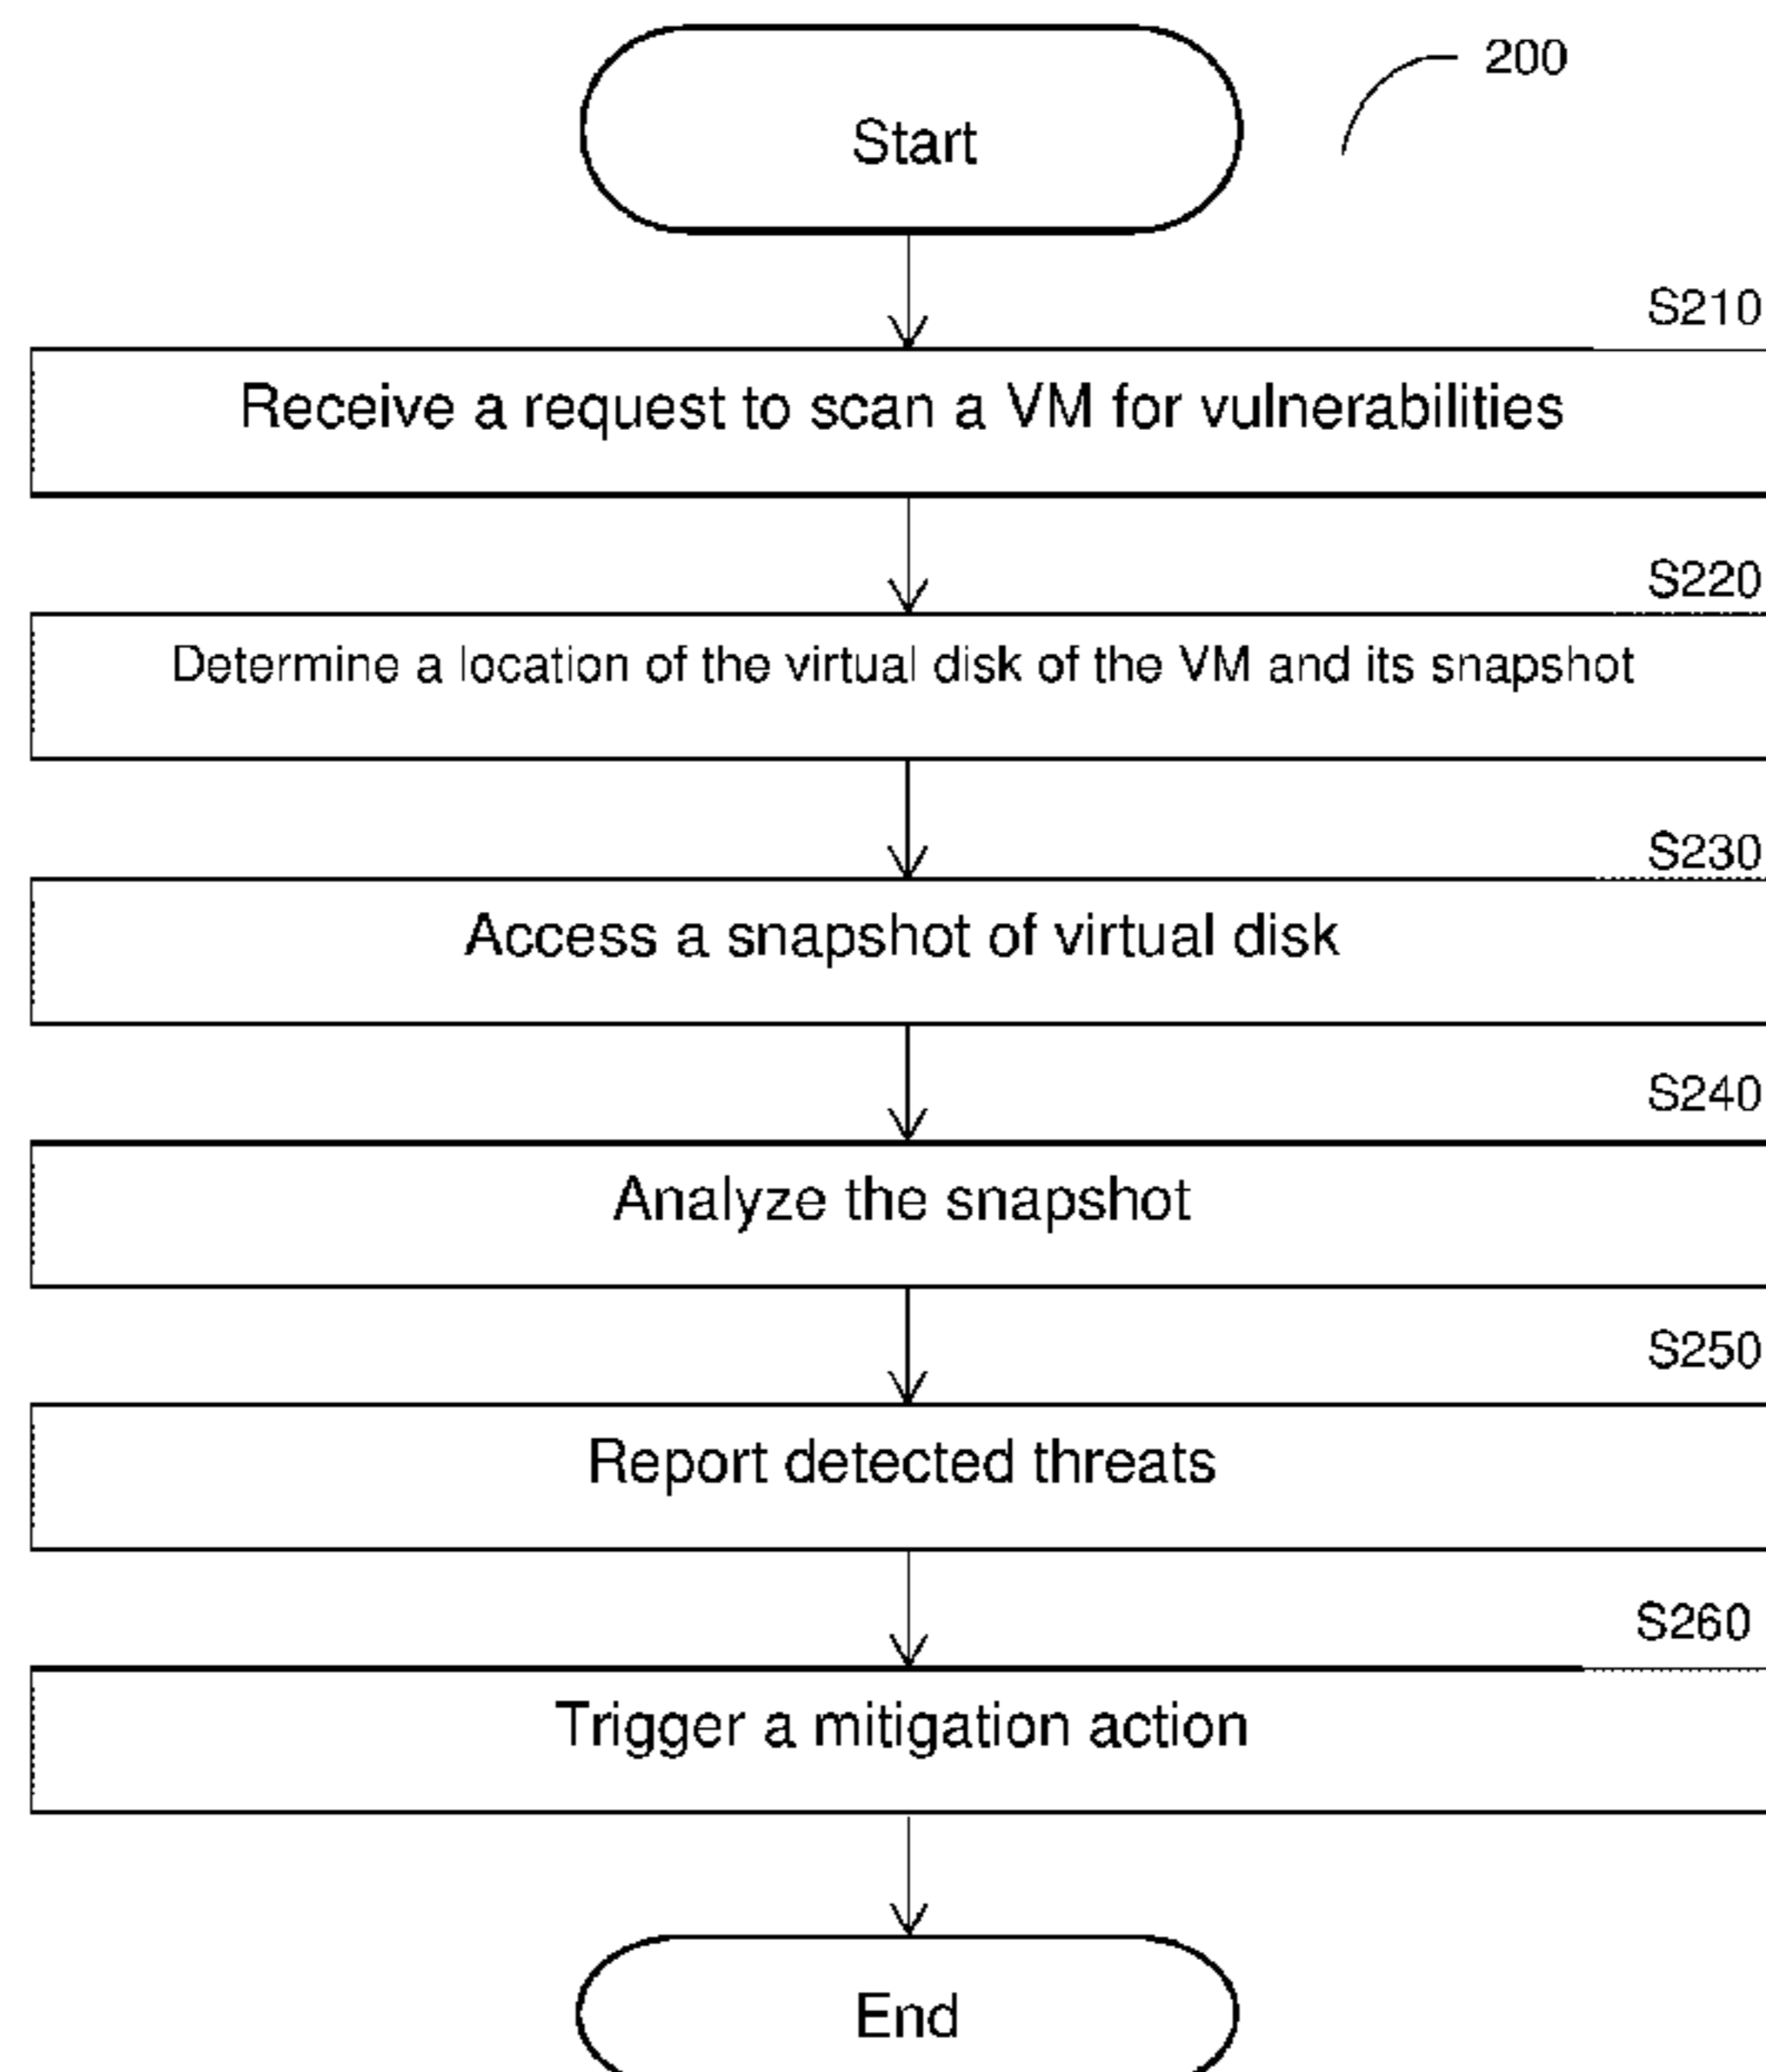 200
Start
S210
Receive a request to scan a VM for vulnerabilities
S220
Determine a location of the virtual disk of the VM and its snapshot
S230
Access a snapshot of virtual disk
S240
Analyze the snapshot
S250
Report detected threats
S260
Trigger a mitigation action
End